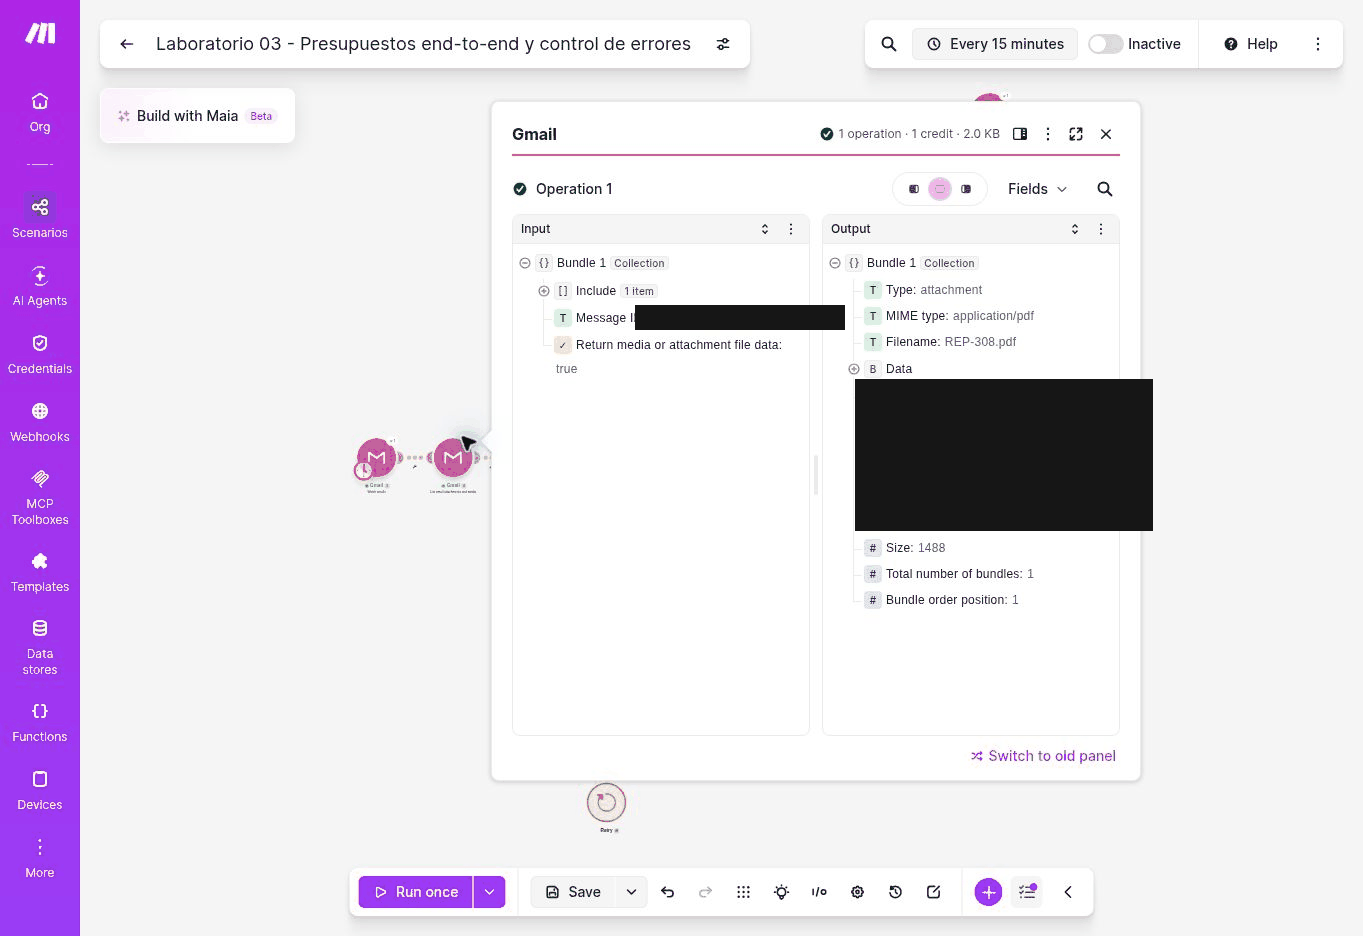 Laboratorio 03 - Presupuestos end-to-end y control de errores
Every 15 minutes
Inactive
Help
Build with Maia Beta
Org
Scenarios
AI Agents
Credentials
Webhooks
MCP
Toolboxes
Templates
Data
stores
Functions
Devices
More
Gmail
1 operation · 1 credit · 2.0 KB
Operation 1
Fields
Input
{} Bundle 1 Collection
[] Include 1 item
T Message
✓ Return media or attachment file data:
true
Output
{} Bundle 1 Collection
T Type: attachment
T MIME type: application/pdf
T Filename: REP-308.pdf
B Data
# Size: 1488
# Total number of bundles: 1
# Bundle order position: 1
Switch to old panel
Gmail
Gmail
Retry
Run once
Save